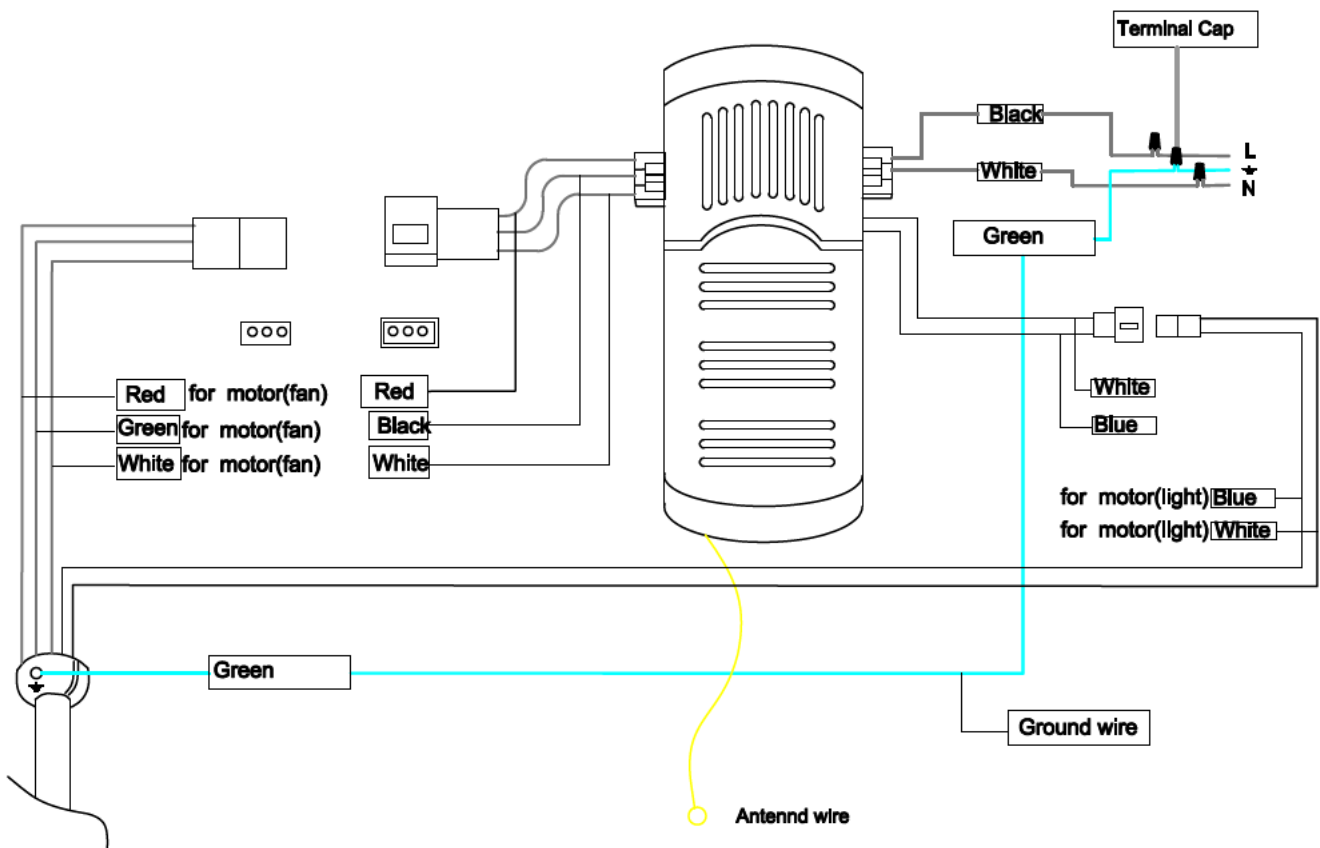 Terminal Cap
Black
L
White
N
Green
White
Blue
Red for motor(fan)
Red
Green for motor(fan)
Black
White for motor(fan)
White
for motor(light) Blue
for motor(light) White
Green
Ground wire
Antennd wire